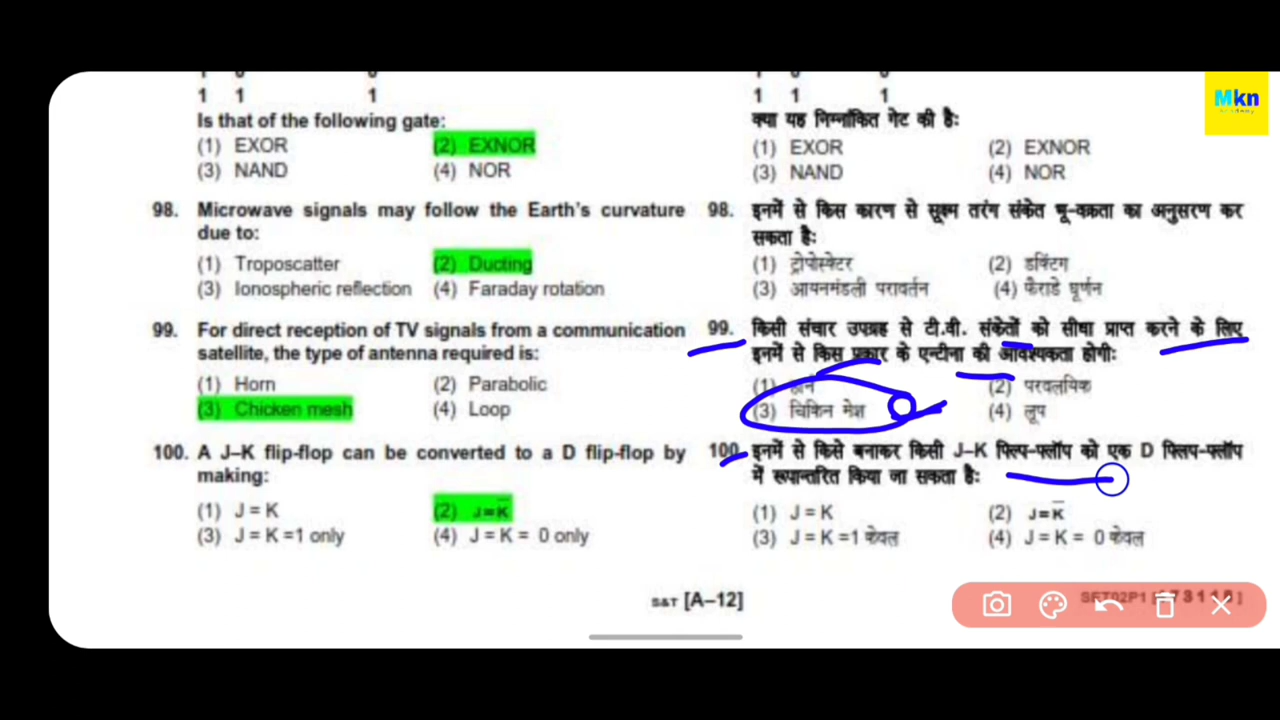 1 1 1
Is that of the following gate:
(1) EXOR (2) EXNOR
(3) NAND (4) NOR
98. Microwave signals may follow the Earth's curvature
due to:
(1) Troposcatter (2) Ducting
(3) Ionospheric reflection (4) Faraday rotation
99. For direct reception of TV signals from a communication
satellite, the type of antenna required is:
(1) Horn (2) Parabolic
(3) Chicken mesh (4) Loop
100. A J–K flip-flop can be converted to a D flip-flop by
making:
(1) J = K (2) J=K̅
(3) J = K =1 only (4) J = K = 0 only
1 1 1
क्या यह निम्नांकित गेट की है:
(1) EXOR (2) EXNOR
(3) NAND (4) NOR
98. इनमें से किस कारण से सूक्ष्म तरंग संकेत भू-वक्रता का अनुसरण कर
सकता है:
(1) ट्रोपोस्केटर (2) डक्टिंग
(3) आयनमंडली परावर्तन (4) फैराडे घूर्णन
99. किसी संचार उपग्रह से टी.वी. संकेतों को सीधा प्राप्त करने के लिए
इनमें से किस प्रकार के एन्टीना की आवश्यकता होगी:
(1) हार्न (2) परवलयिक
(3) चिकिन मेश (4) लूप
100. इनमें से किसे बनाकर किसी J–K फ्लिप-फ्लॉप को एक D फ्लिप-फ्लॉप
में रूपान्तरित किया जा सकता है:
(1) J = K (2) J=K̅
(3) J = K =1 केवल (4) J = K = 0 केवल
S&T [A–12]
Mkn